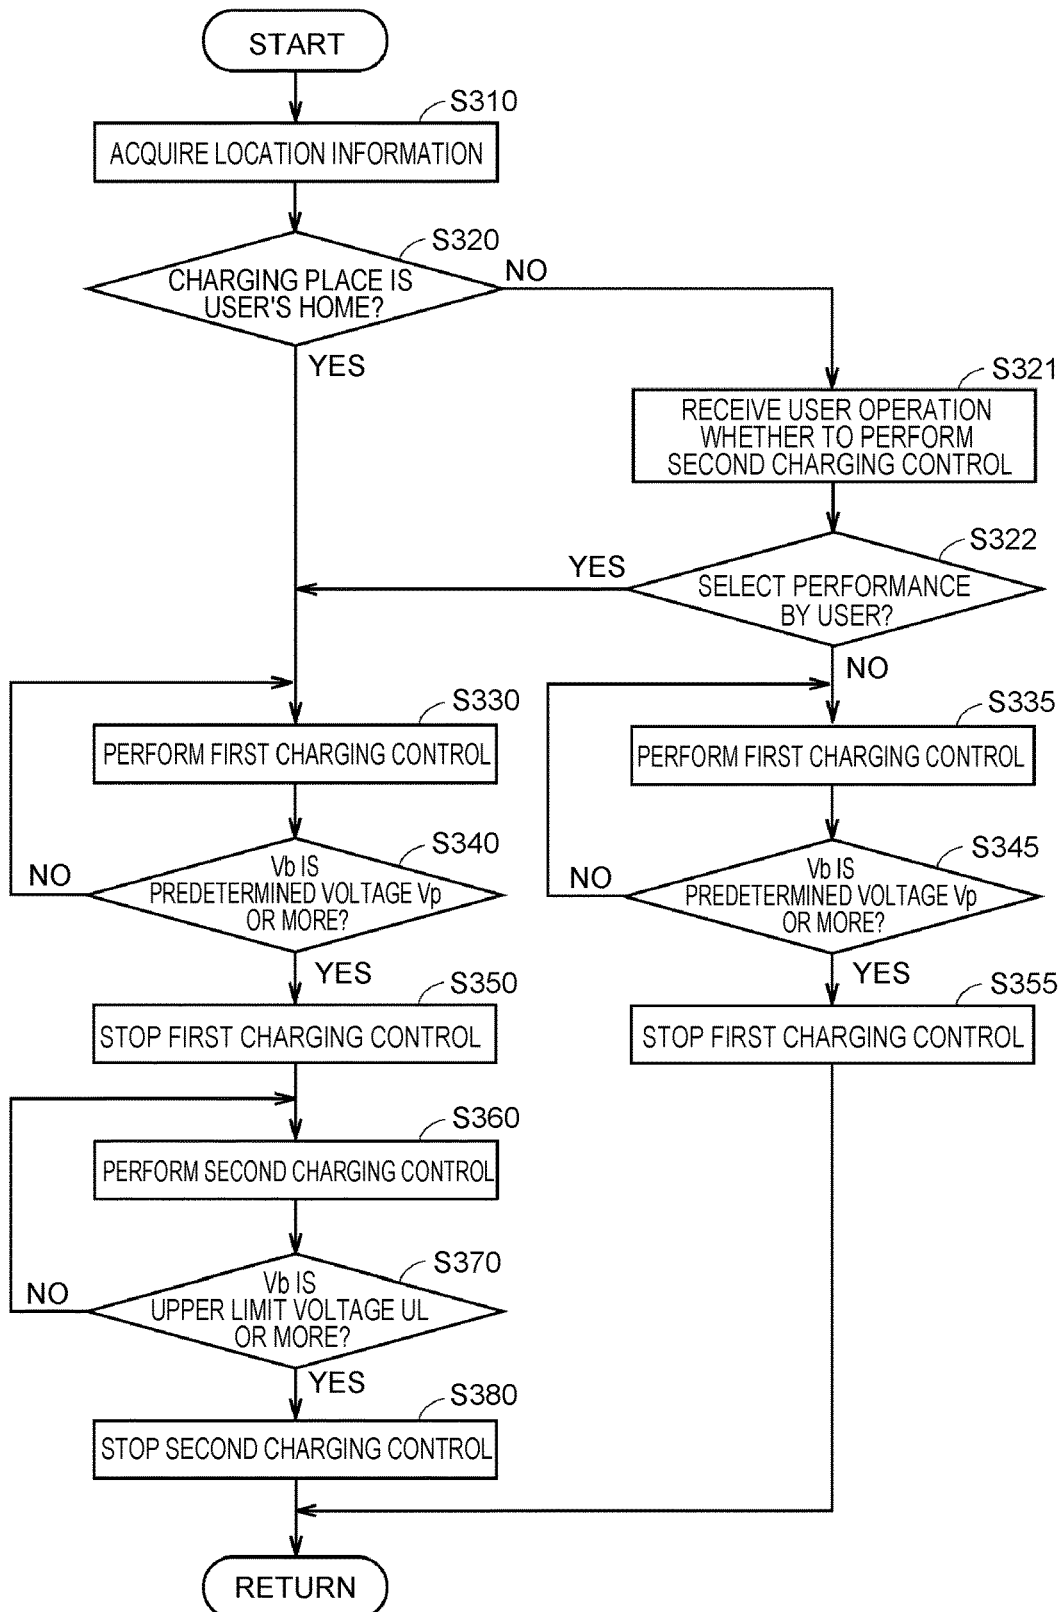 START
S310
ACQUIRE LOCATION INFORMATION
S320
CHARGING PLACE IS
USER'S HOME?
NO
YES
S321
RECEIVE USER OPERATION
WHETHER TO PERFORM
SECOND CHARGING CONTROL
S322
SELECT PERFORMANCE
BY USER?
YES
NO
S330
PERFORM FIRST CHARGING CONTROL
S335
PERFORM FIRST CHARGING CONTROL
S340
Vb IS
PREDETERMINED VOLTAGE Vp
OR MORE?
NO
YES
S345
Vb IS
PREDETERMINED VOLTAGE Vp
OR MORE?
NO
YES
S350
STOP FIRST CHARGING CONTROL
S355
STOP FIRST CHARGING CONTROL
S360
PERFORM SECOND CHARGING CONTROL
S370
Vb IS
UPPER LIMIT VOLTAGE UL
OR MORE?
NO
YES
S380
STOP SECOND CHARGING CONTROL
RETURN